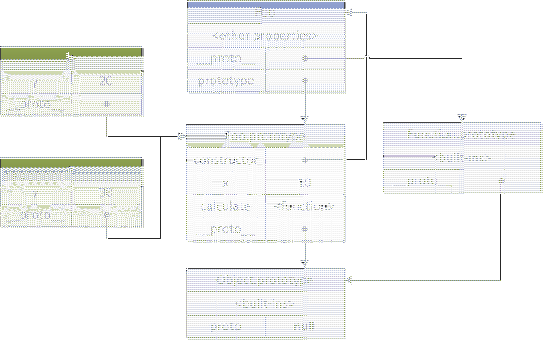 Foo
<other properties>
__proto__
prototype
b
y 20
__proto__
c
y 30
__proto__
Foo.prototype
constructor
x 10
calculate <function>
__proto__
Function.prototype
<built-ins>
__proto__
Object.prototype
<built-ins>
__proto__ null